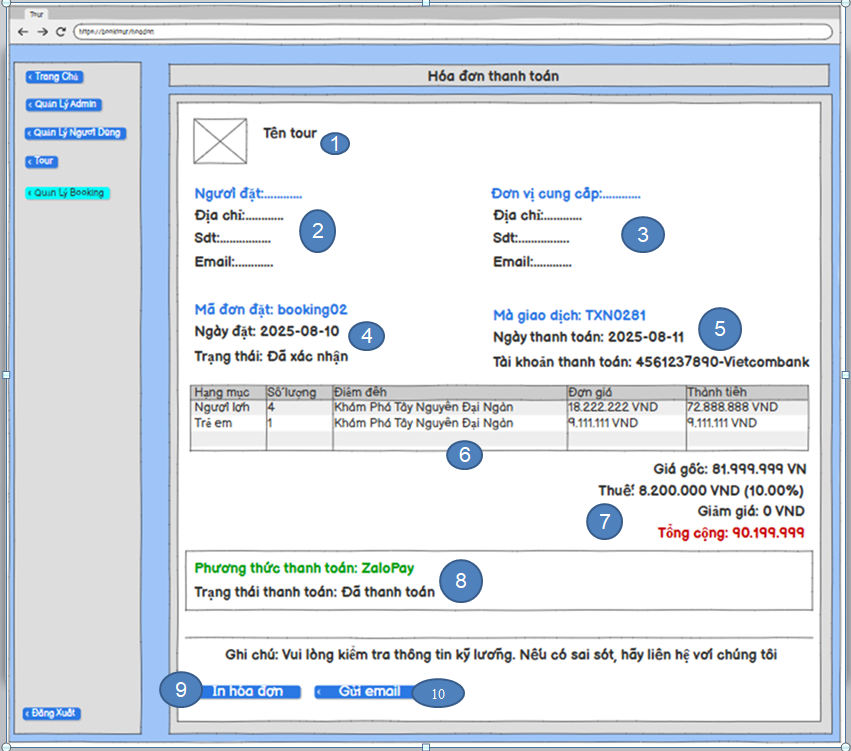 Tour
https://booktour/hoadon
Hóa đơn thanh toán
‹ Trang Chủ
‹ Quản Lý Admin
‹ Quản Lý Người Dùng
‹ Tour
‹ Quản Lý Booking
‹ Đăng Xuất
Tên tour 1
Người đặt:............
Địa chỉ:............
Sdt:................
Email:............
2
Đơn vị cung cấp:............
Địa chỉ:............
Sdt:................
Email:............
3
Mã đơn đặt: booking02
Ngày đặt: 2025-08-10
Trạng thái: Đã xác nhận
4
Mà giao dịch: TXN0281
Ngày thanh toán: 2025-08-11
Tài khoản thanh toán: 4561237890-Vietcombank
5
Hạng mục Số lượng Điểm đến Đơn giá Thành tiền
Người lớn 4 Khám Phá Tây Nguyên Đại Ngàn 18.222.222 VND 72.888.888 VND
Trẻ em 1 Khám Phá Tây Nguyên Đại Ngàn 9.111.111 VND 9.111.111 VND
6
Giá gốc: 81.999.999 VN
Thuế: 8.200.000 VND (10.00%)
Giảm giá: 0 VND
Tổng cộng: 90.199.999
7
Phương thức thanh toán: ZaloPay
Trạng thái thanh toán: Đã thanh toán
8
Ghi chú: Vui lòng kiểm tra thông tin kỹ lưỡng. Nếu có sai sót, hãy liên hệ với chúng tôi
9 In hóa đơn ‹ Gửi email 10